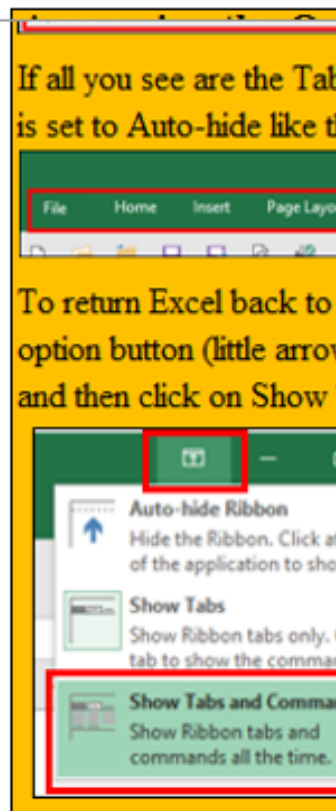 If all you see are the Tab
is set to Auto-hide like th
File Home Insert Page Layou
To return Excel back to
option button (little arrow
and then click on Show
Auto-hide Ribbon
Hide the Ribbon. Click a
of the application to sho
Show Tabs
Show Ribbon tabs only.
tab to show the comman
Show Tabs and Comma
Show Ribbon tabs and
commands all the time.